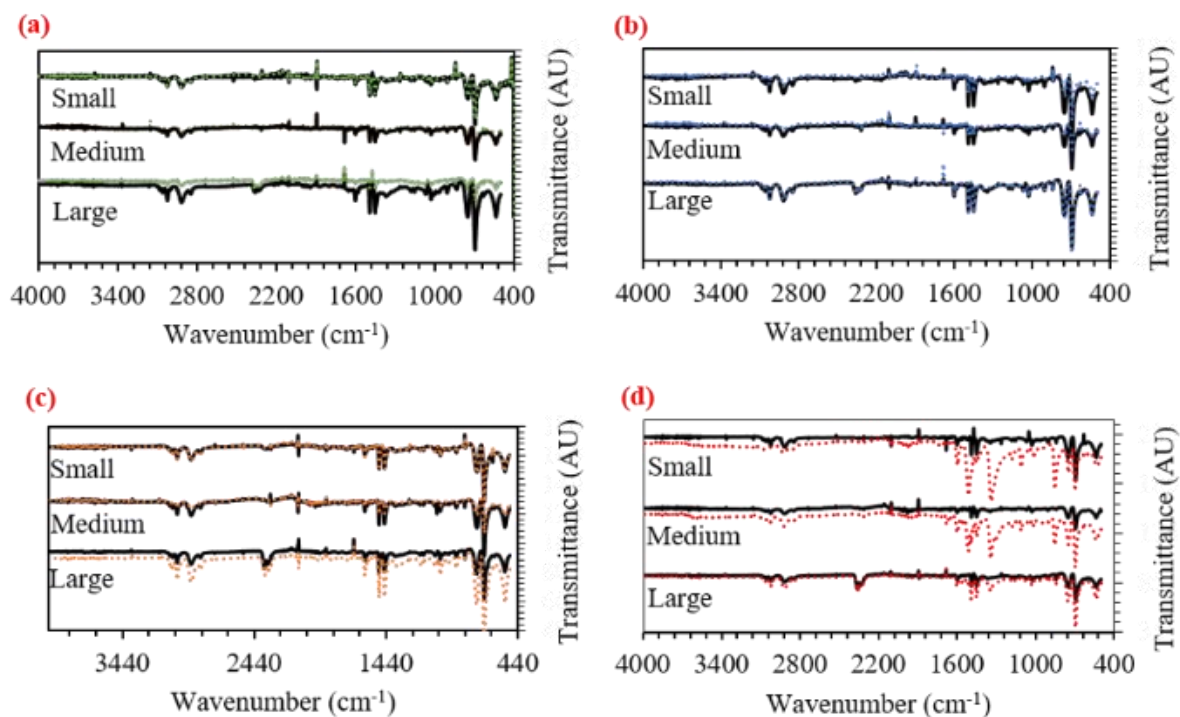 (a)
Small
Medium
Large
4000 3400 2800 2200 1600 1000 400
Wavenumber (cm-1)
Transmittance (AU)
(b)
Small
Medium
Large
4000 3400 2800 2200 1600 1000 400
Wavenumber (cm-1)
Transmittance (AU)
(c)
Small
Medium
Large
3440 2440 1440 440
Wavenumber (cm-1)
Transmittance (AU)
(d)
Small
Medium
Large
4000 3400 2800 2200 1600 1000 400
Wavenumber (cm-1)
Transmittance (AU)